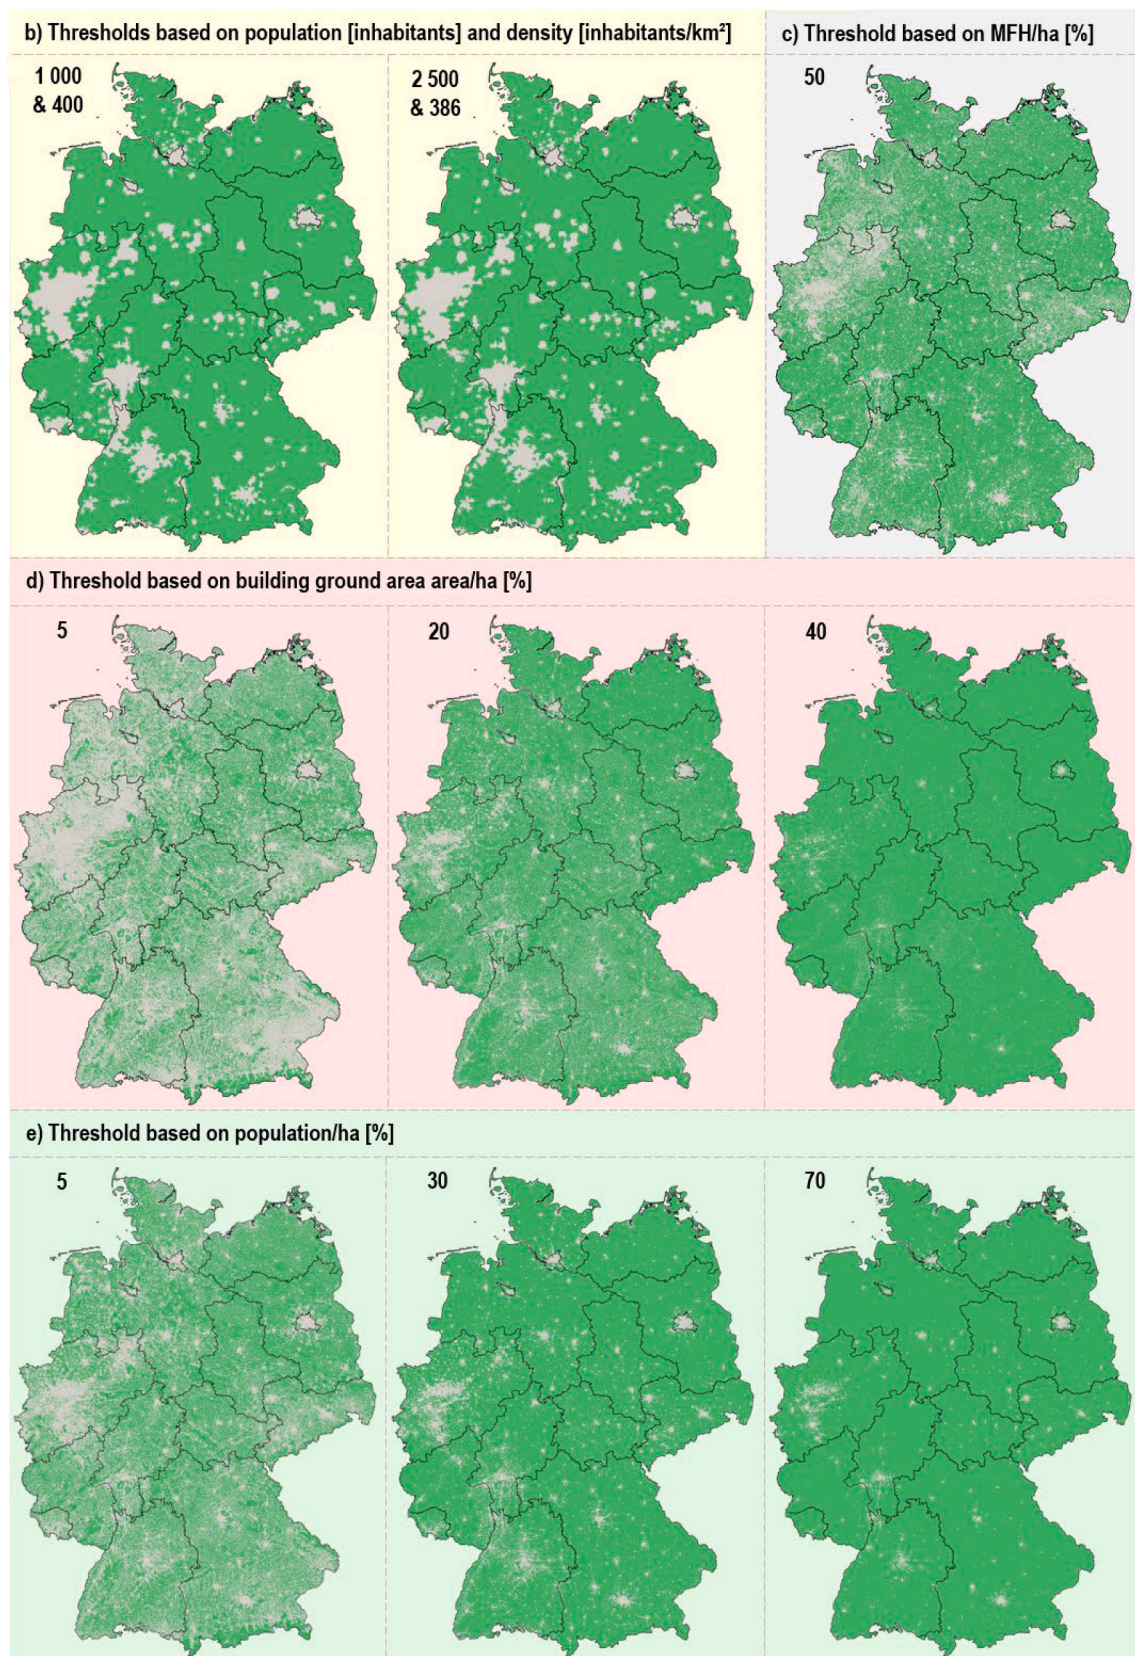 b) Thresholds based on population [inhabitants] and density [inhabitants/km²]
c) Threshold based on MFH/ha [%]
1 000
& 400
2 500
& 386
50
d) Threshold based on building ground area area/ha [%]
5
20
40
e) Threshold based on population/ha [%]
5
30
70